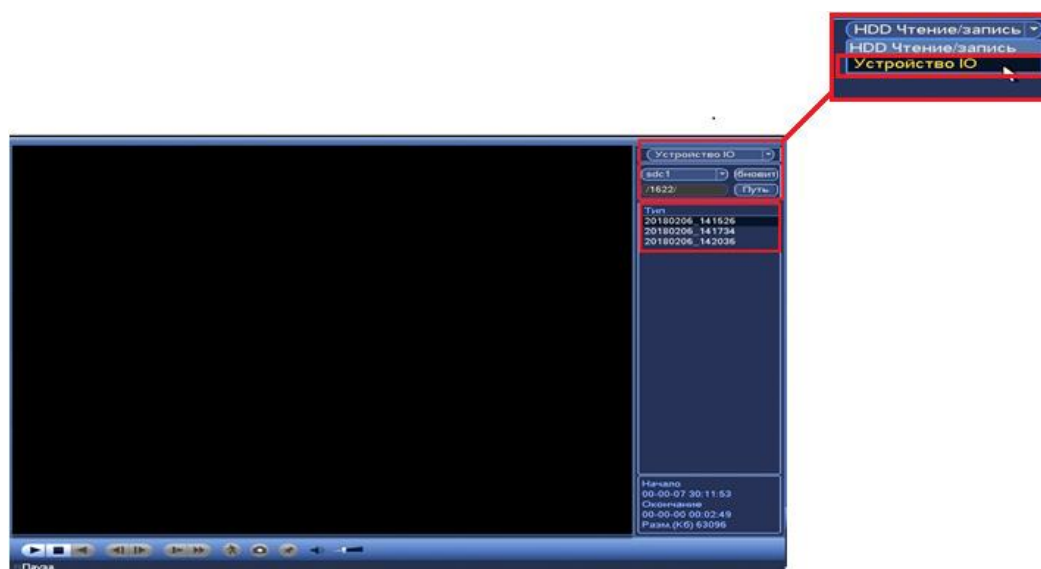 HDD Чтение/запись
HDD Чтение/запись
Устройство IO
Устройство IO
sdc1
бновит
/1622/
Путь
Тип
20180206_141526
20180206_141734
20180206_142036
Начало
00-00-07 30:11:53
Окончание
00-00-00 00:02:49
Разм.(Кб) 63096
Пауза